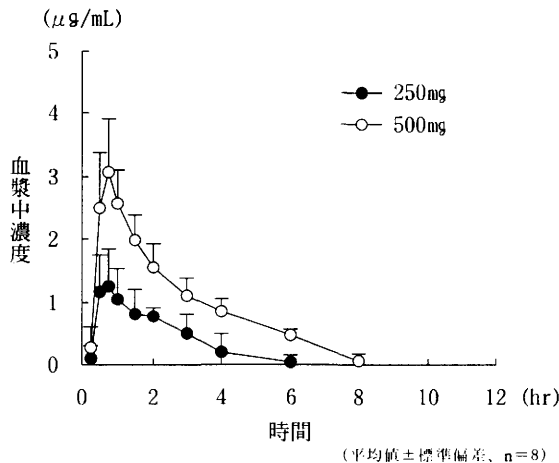 (μg/mL)
5
4
3
2
1
0
250mg
500mg
血漿中濃度
0 2 4 6 8 10 12 (hr)
時間
(平均値±標準偏差、n=8)